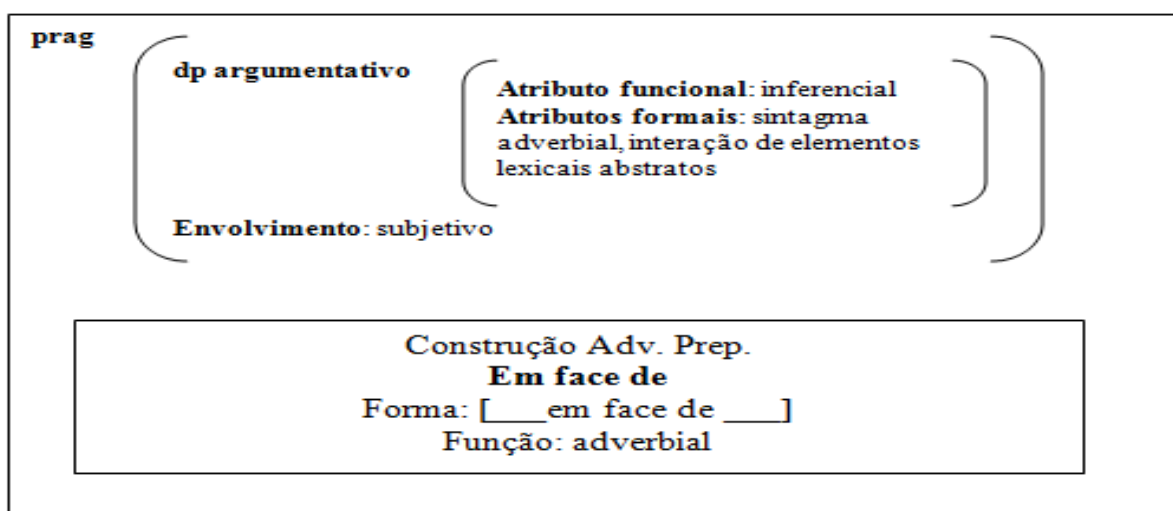 prag
dp argumentativo
Atributo funcional: inferencial
Atributos formais: sintagma
adverbial, interação de elementos
lexicais abstratos
Envolvimento: subjetivo
Construção Adv. Prep.
Em face de
Forma: [___em face de ___]
Função: adverbial